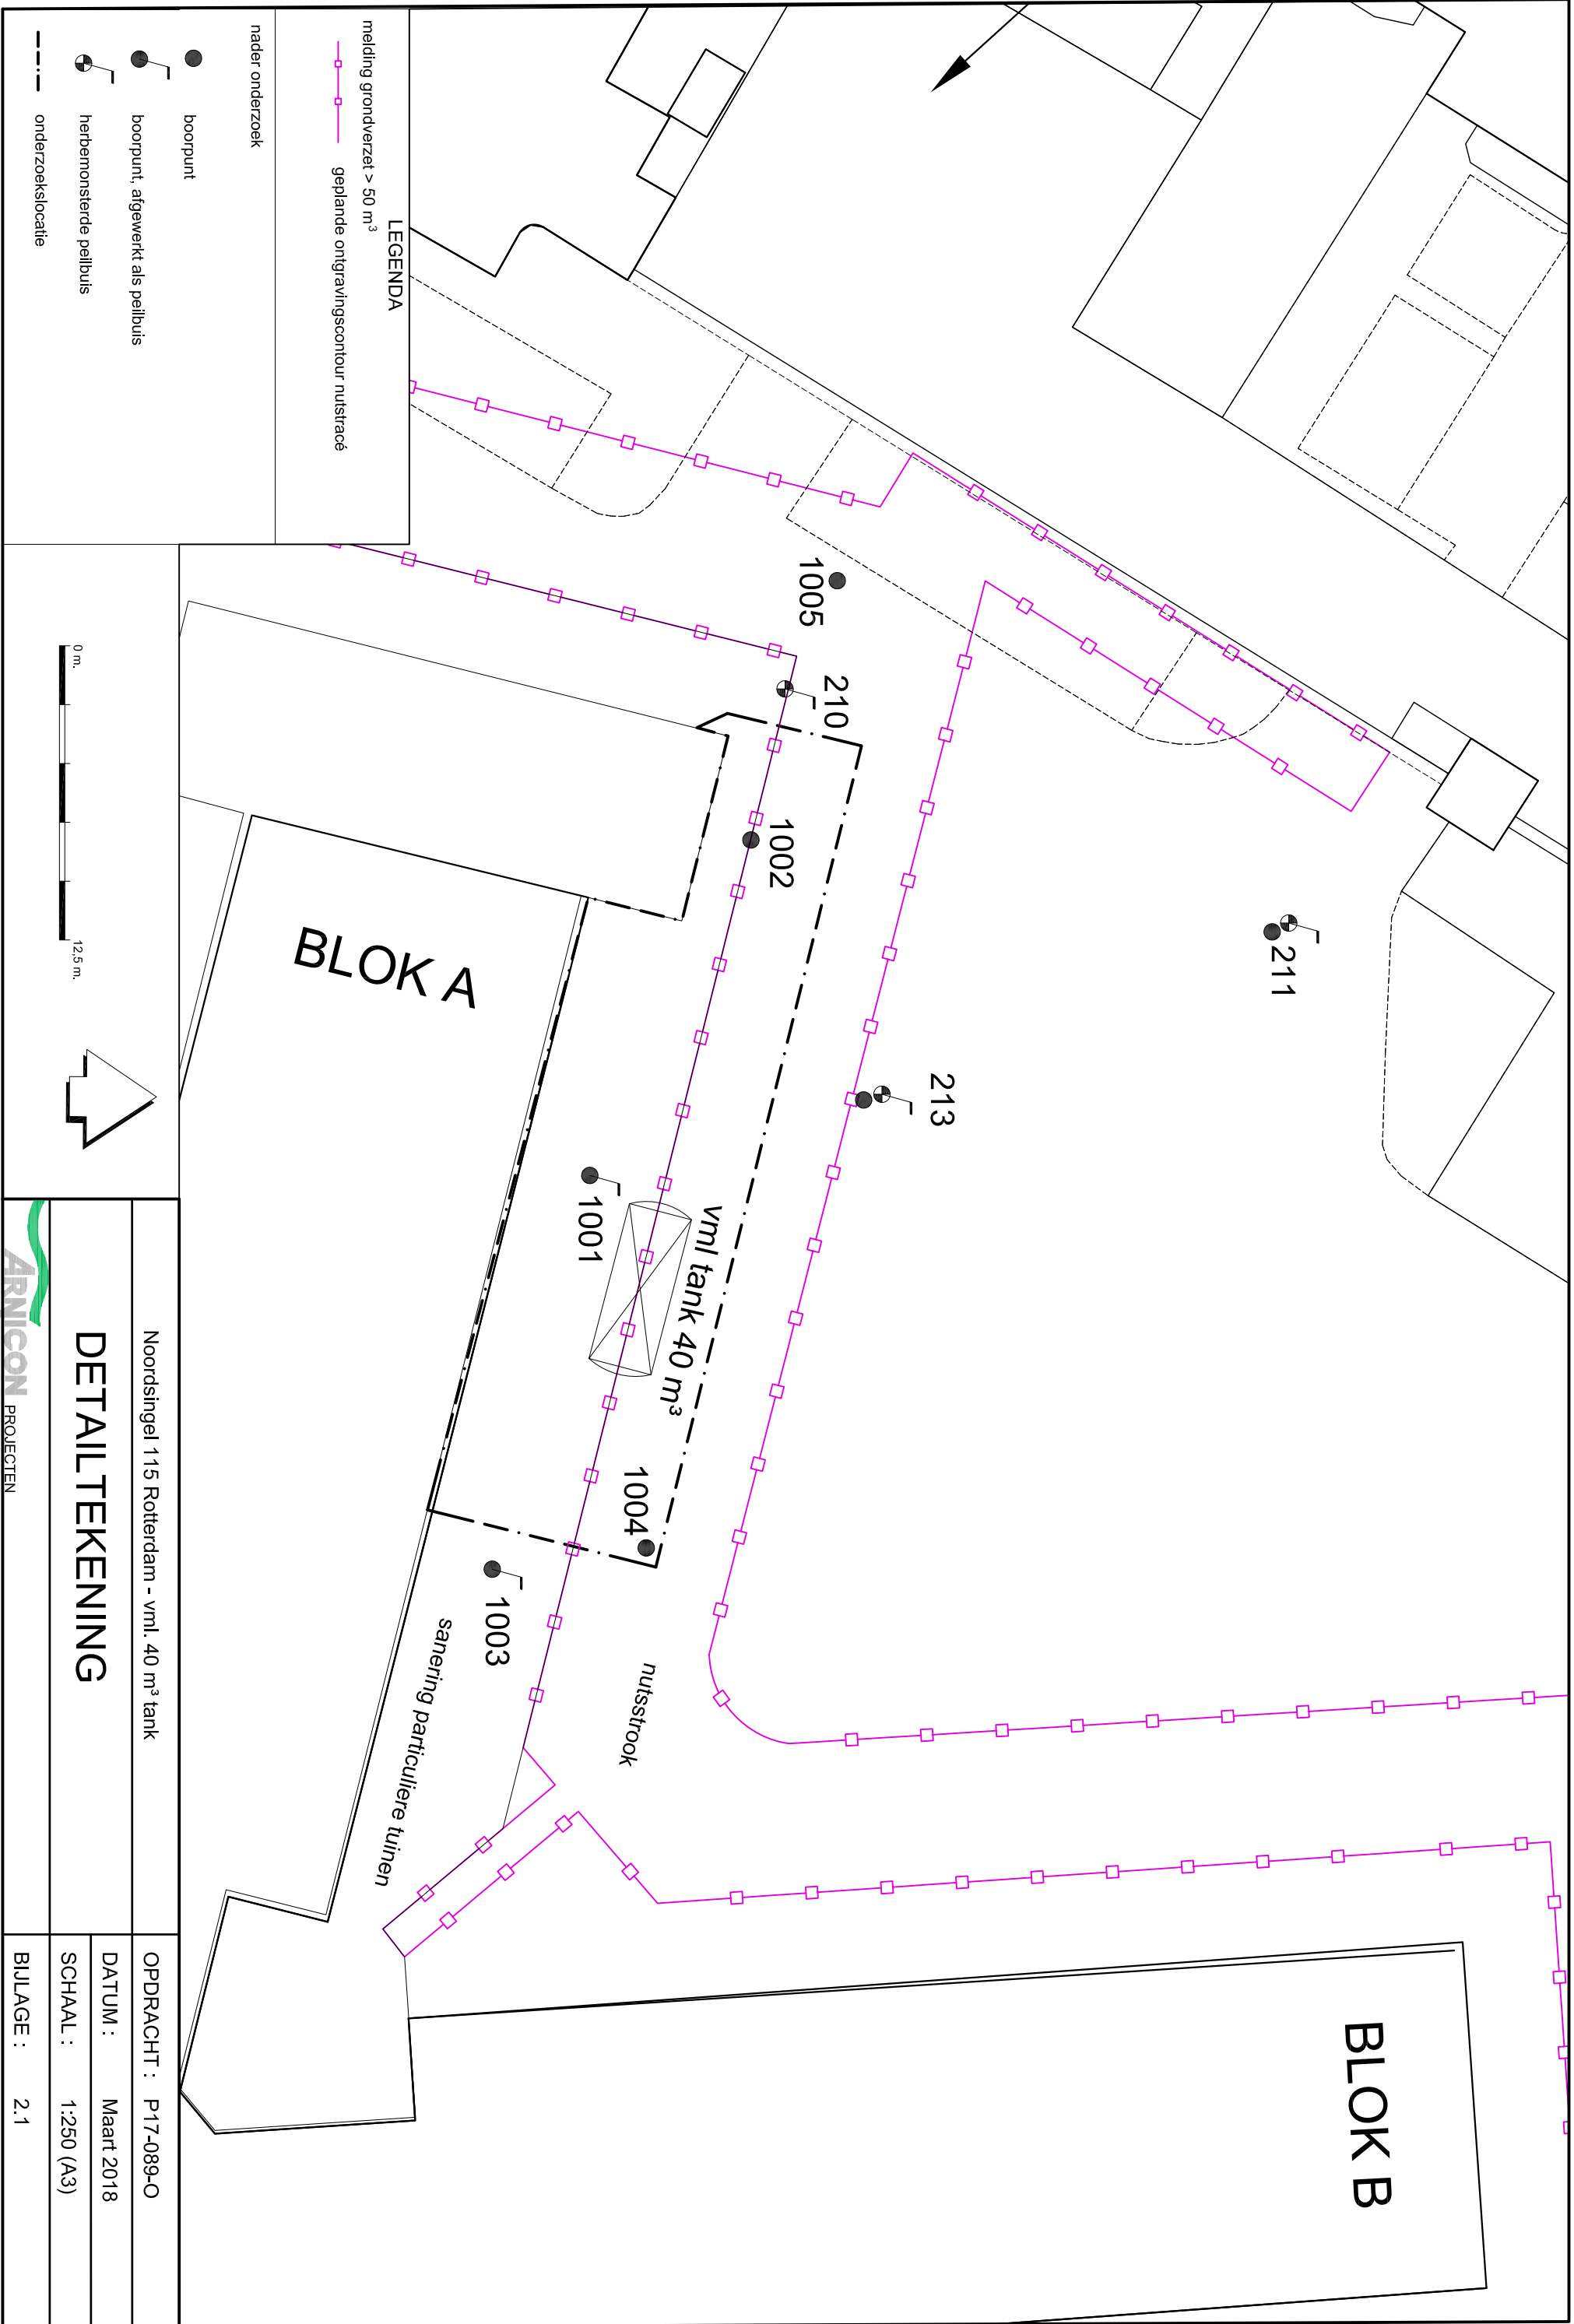 LEGENDA
melding grondverzet > 50 m³
geplande ontgravingscontour nutstracé
nader onderzoek
boorpunt
boorpunt, afgewerkt als peilbuis
herbemonsterde peilbuis
onderzoekslocatie
0 m.
12,5 m.
1005
210
1002
211
213
1001
vml tank 40 m³
1004
1003
nutsstrook
sanering particuliere tuinen
BLOK A
BLOK B
Noordsingel 115 Rotterdam - vml. 40 m³ tank
DETAILTEKENING
ARNICON PROJECTEN
OPDRACHT : P17-089-O
DATUM : Maart 2018
SCHAAL : 1:250 (A3)
BIJLAGE : 2.1